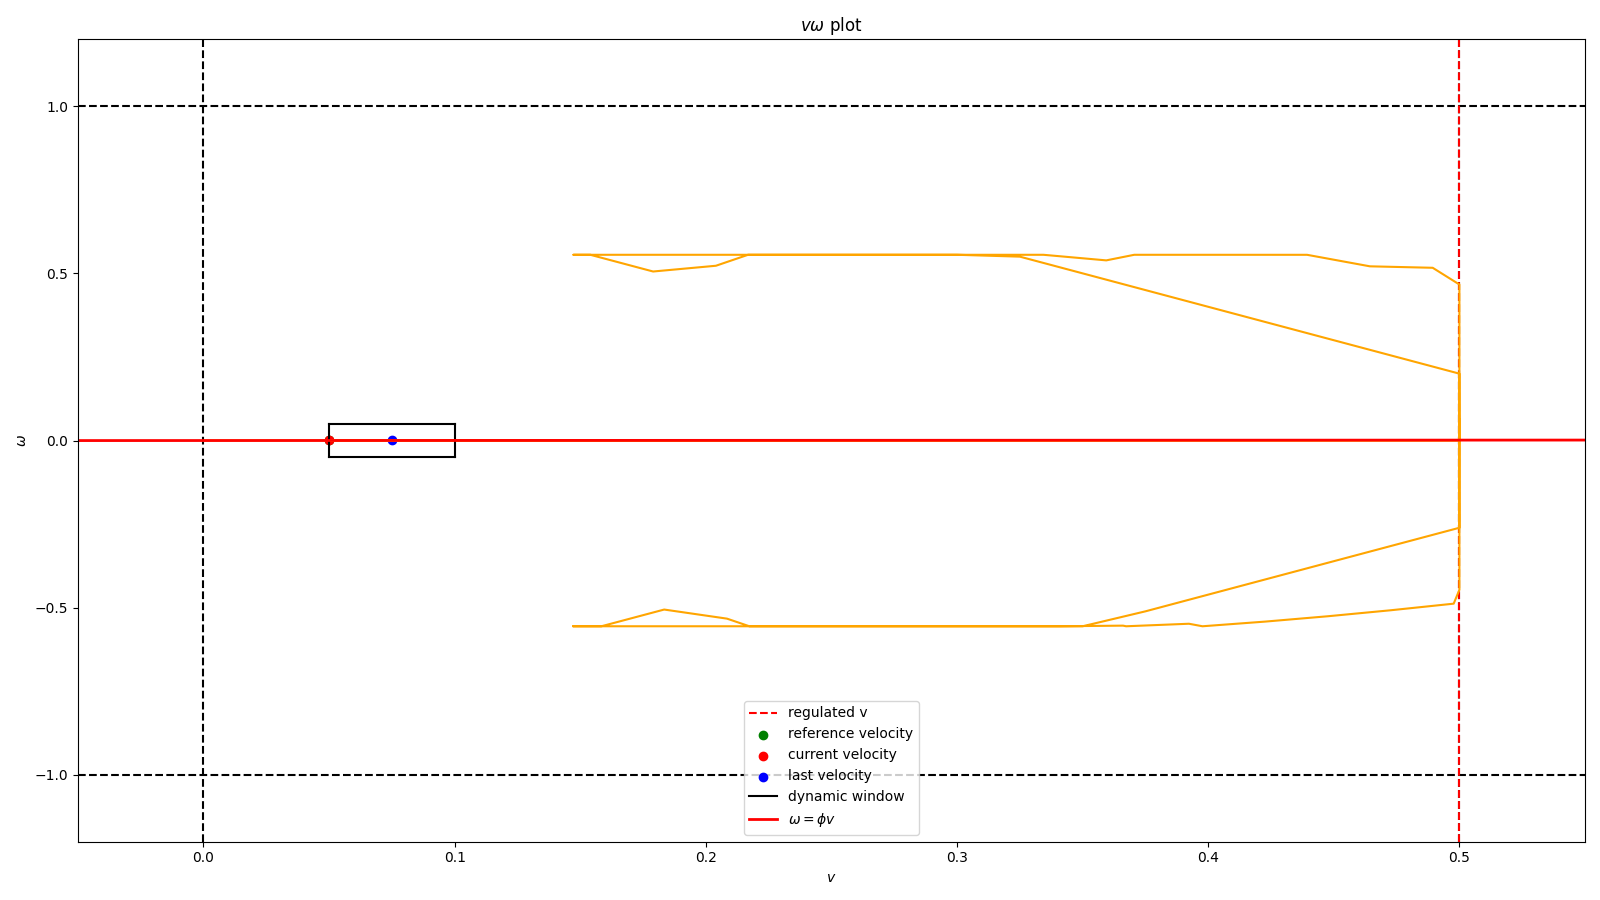 vω plot
1.0
0.5
0.0
−0.5
−1.0
ω
regulated v
reference velocity
current velocity
last velocity
dynamic window
ω = ϕv
0.0 0.1 0.2 0.3 0.4 0.5
v